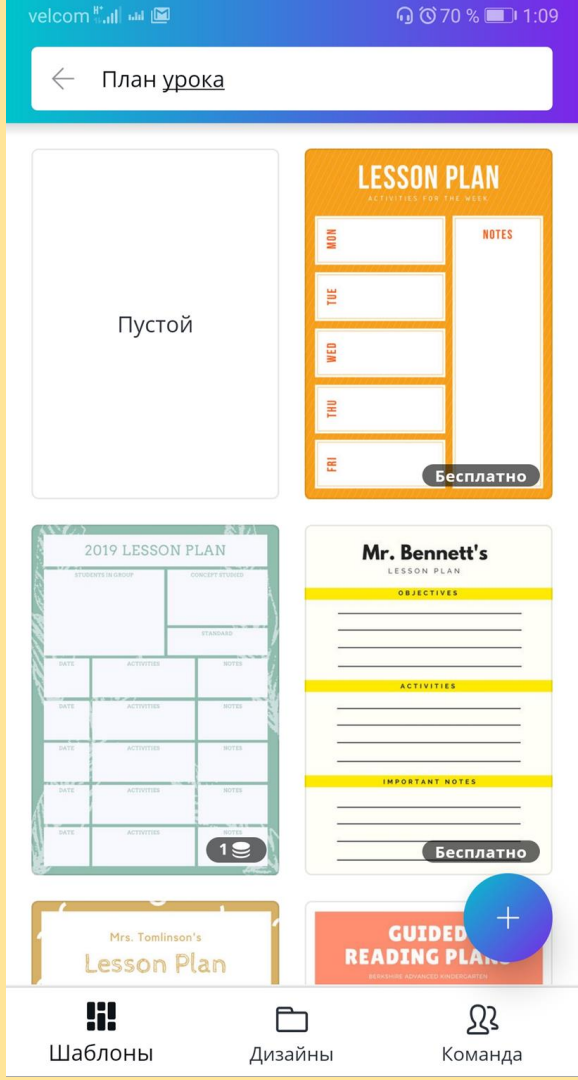 velcom
70 % 1:09
План урока
Пустой
LESSON PLAN
ACTIVITIES FOR THE WEEK
MON
TUE
WED
THU
FRI
NOTES
Бесплатно
2019 LESSON PLAN
STUDENTS IN GROUP
CONCEPT STUDIED
STANDARD
DATE ACTIVITIES NOTES
DATE ACTIVITIES NOTES
DATE ACTIVITIES NOTES
DATE ACTIVITIES NOTES
DATE ACTIVITIES NOTES
1
Mr. Bennett's
LESSON PLAN
OBJECTIVES
ACTIVITIES
IMPORTANT NOTES
Бесплатно
Mrs. Tomlinson's
Lesson Plan
GUIDED
READING PLANS
BERKSHIRE ADVANCED KINDERGARTEN
Шаблоны
Дизайны
Команда